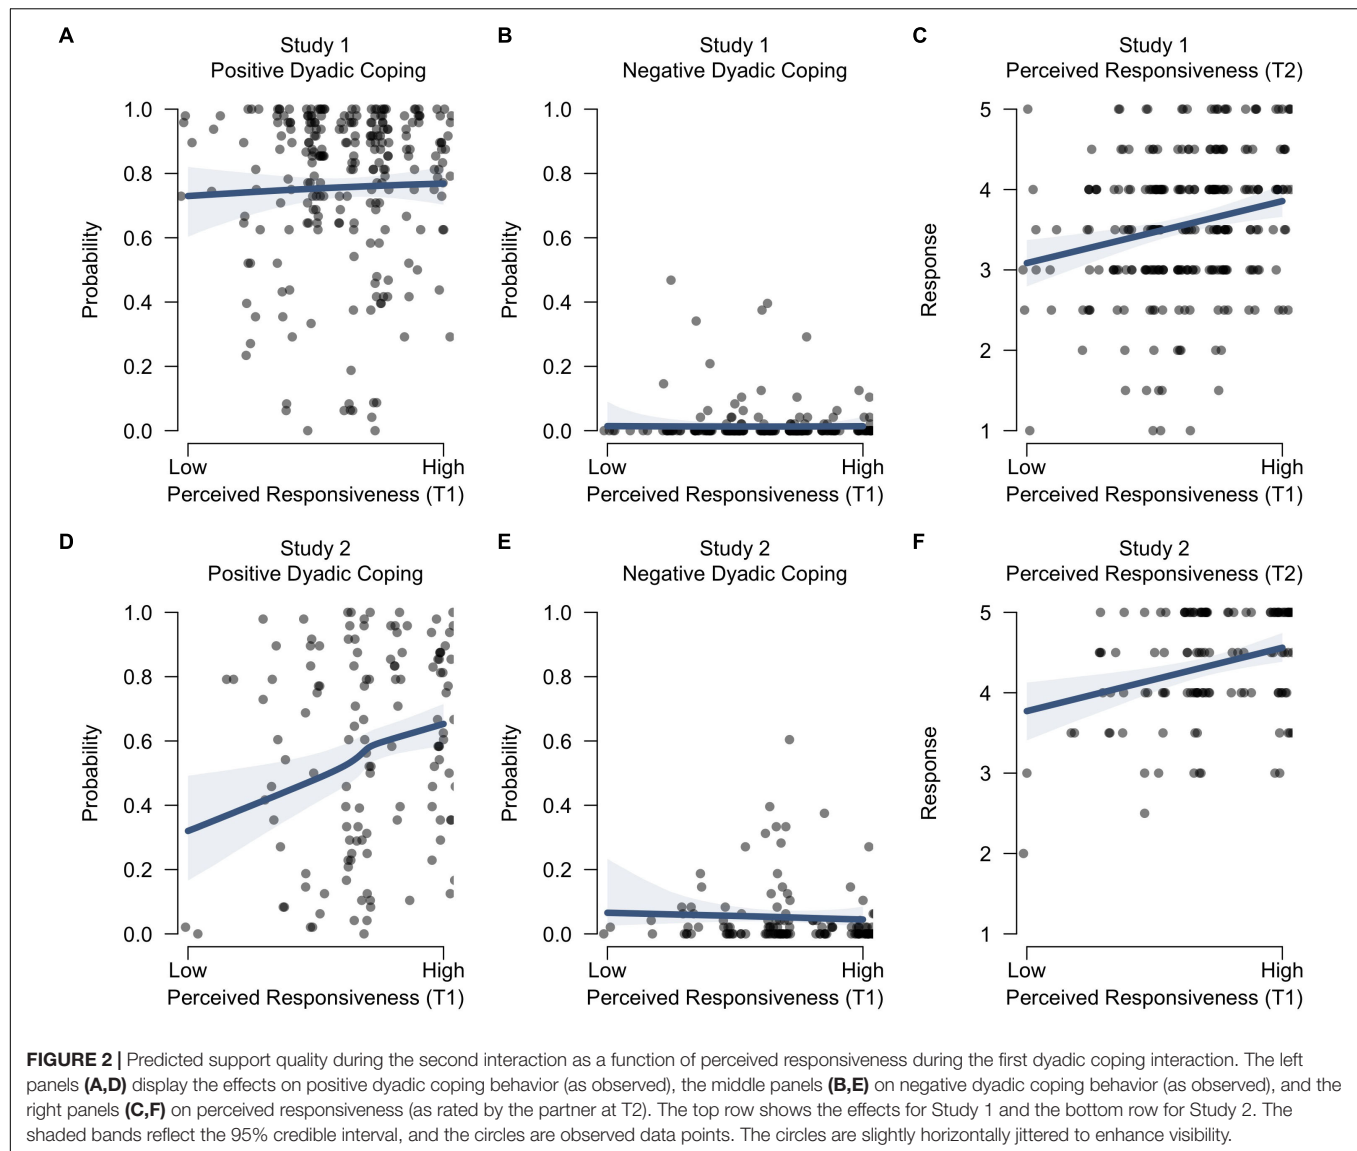 A
Study 1
Positive Dyadic Coping
1.0
0.8
0.6
0.4
0.2
0.0
Probability
Low
High
Perceived Responsiveness (T1)
B
Study 1
Negative Dyadic Coping
1.0
0.8
0.6
0.4
0.2
0.0
Probability
Low
High
Perceived Responsiveness (T1)
C
Study 1
Perceived Responsiveness (T2)
5
4
3
2
1
Response
Low
High
Perceived Responsiveness (T1)
D
Study 2
Positive Dyadic Coping
1.0
0.8
0.6
0.4
0.2
0.0
Probability
Low
High
Perceived Responsiveness (T1)
E
Study 2
Negative Dyadic Coping
1.0
0.8
0.6
0.4
0.2
0.0
Probability
Low
High
Perceived Responsiveness (T1)
F
Study 2
Perceived Responsiveness (T2)
5
4
3
2
1
Response
Low
High
Perceived Responsiveness (T1)
FIGURE 2 | Predicted support quality during the second interaction as a function of perceived responsiveness during the first dyadic coping interaction. The left
panels (A,D) display the effects on positive dyadic coping behavior (as observed), the middle panels (B,E) on negative dyadic coping behavior (as observed), and the
right panels (C,F) on perceived responsiveness (as rated by the partner at T2). The top row shows the effects for Study 1 and the bottom row for Study 2. The
shaded bands reflect the 95% credible interval, and the circles are observed data points. The circles are slightly horizontally jittered to enhance visibility.